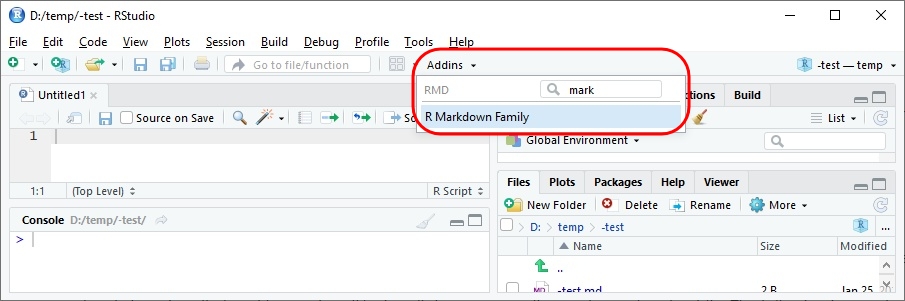 D:/temp/-test - RStudio
File Edit Code View Plots Session Build Debug Profile Tools Help
Go to file/function Addins -test — temp
RMD mark
R Markdown Family
Untitled1
Source on Save
1
1:1 (Top Level) R Script
Console D:/temp/-test/
>
Build
List
Global Environment
Files Plots Packages Help Viewer
New Folder Delete Rename More
D: temp -test ...
Name Size Modified
..
-test.md 2 B Jan 25, 20